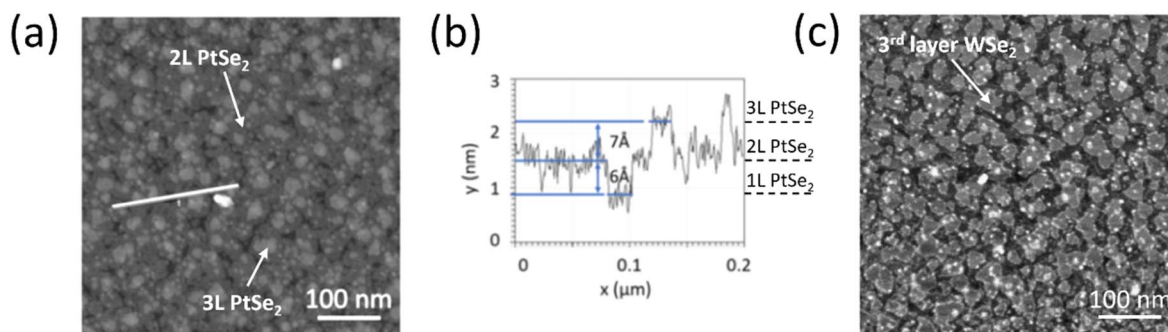 (a)
2L PtSe₂
3L PtSe₂
100 nm
(b)
3
2
1
0
y (nm)
7Å
6Å
3L PtSe₂
2L PtSe₂
1L PtSe₂
0
0.1
0.2
x (μm)
(c)
3rd layer WSe₂
100 nm